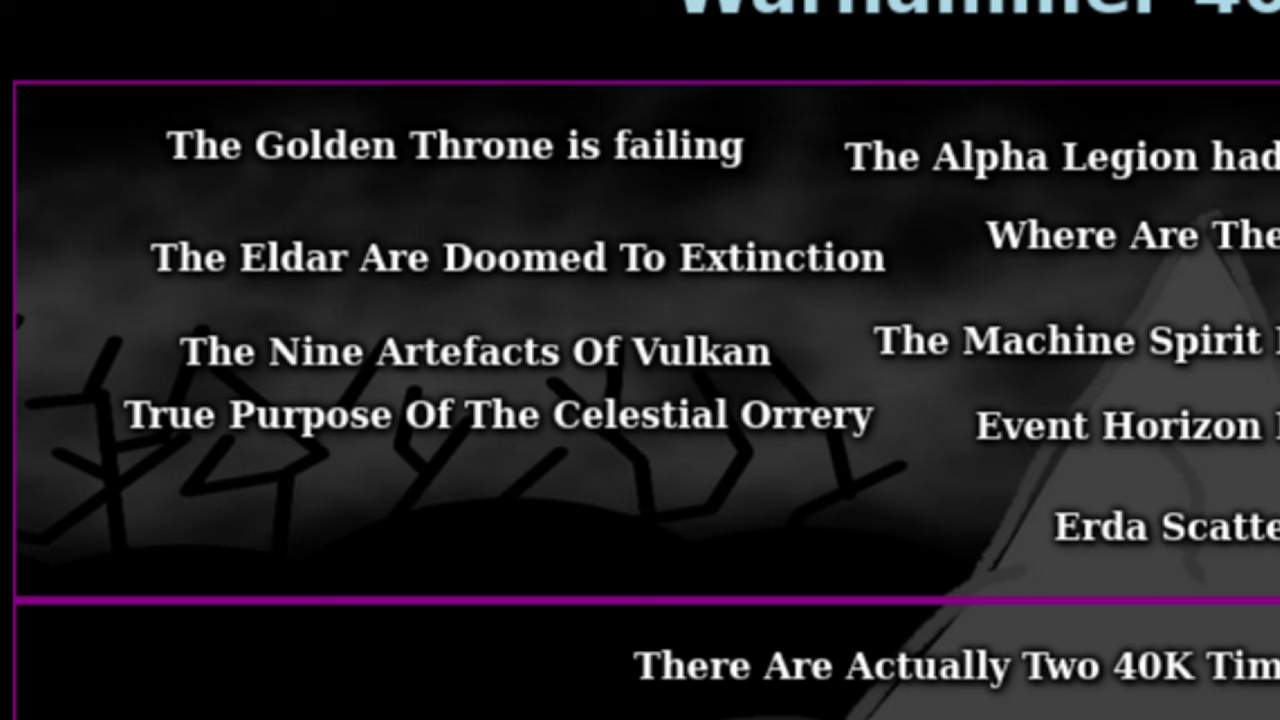 Warhammer 40
The Golden Throne is failing
The Alpha Legion had
Where Are The
The Eldar Are Doomed To Extinction
The Nine Artefacts Of Vulkan
The Machine Spirit
True Purpose Of The Celestial Orrery
Event Horizon
Erda Scatte
There Are Actually Two 40K Tim